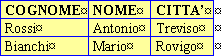 COGNOME¤ NOME¤ CITTA'¤ ¤
Rossi¤ Antonio¤ Treviso¤ ¤
Bianchi¤ Mario¤ Rovigo¤ ¤